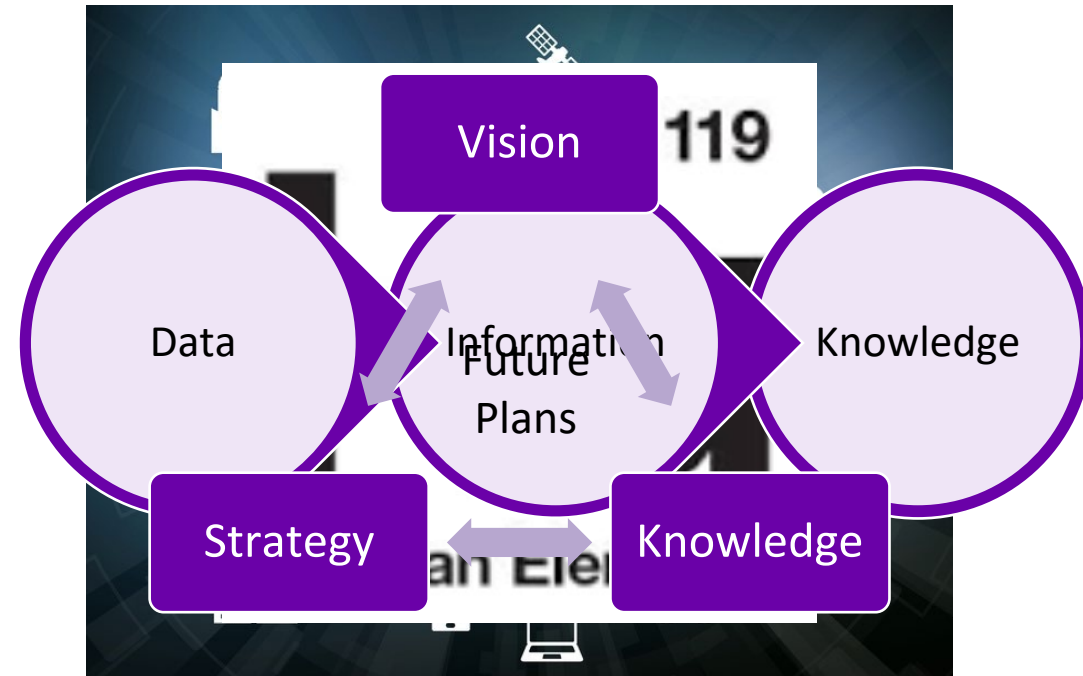 119
Vision
Data
Information
Knowledge
Future
Plans
Strategy
Knowledge